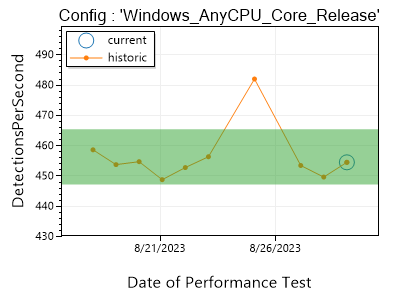 Config : 'Windows_AnyCPU_Core_Release'
current
historic
DetectionsPerSecond
490
480
470
460
450
440
430
8/21/2023
8/26/2023
Date of Performance Test